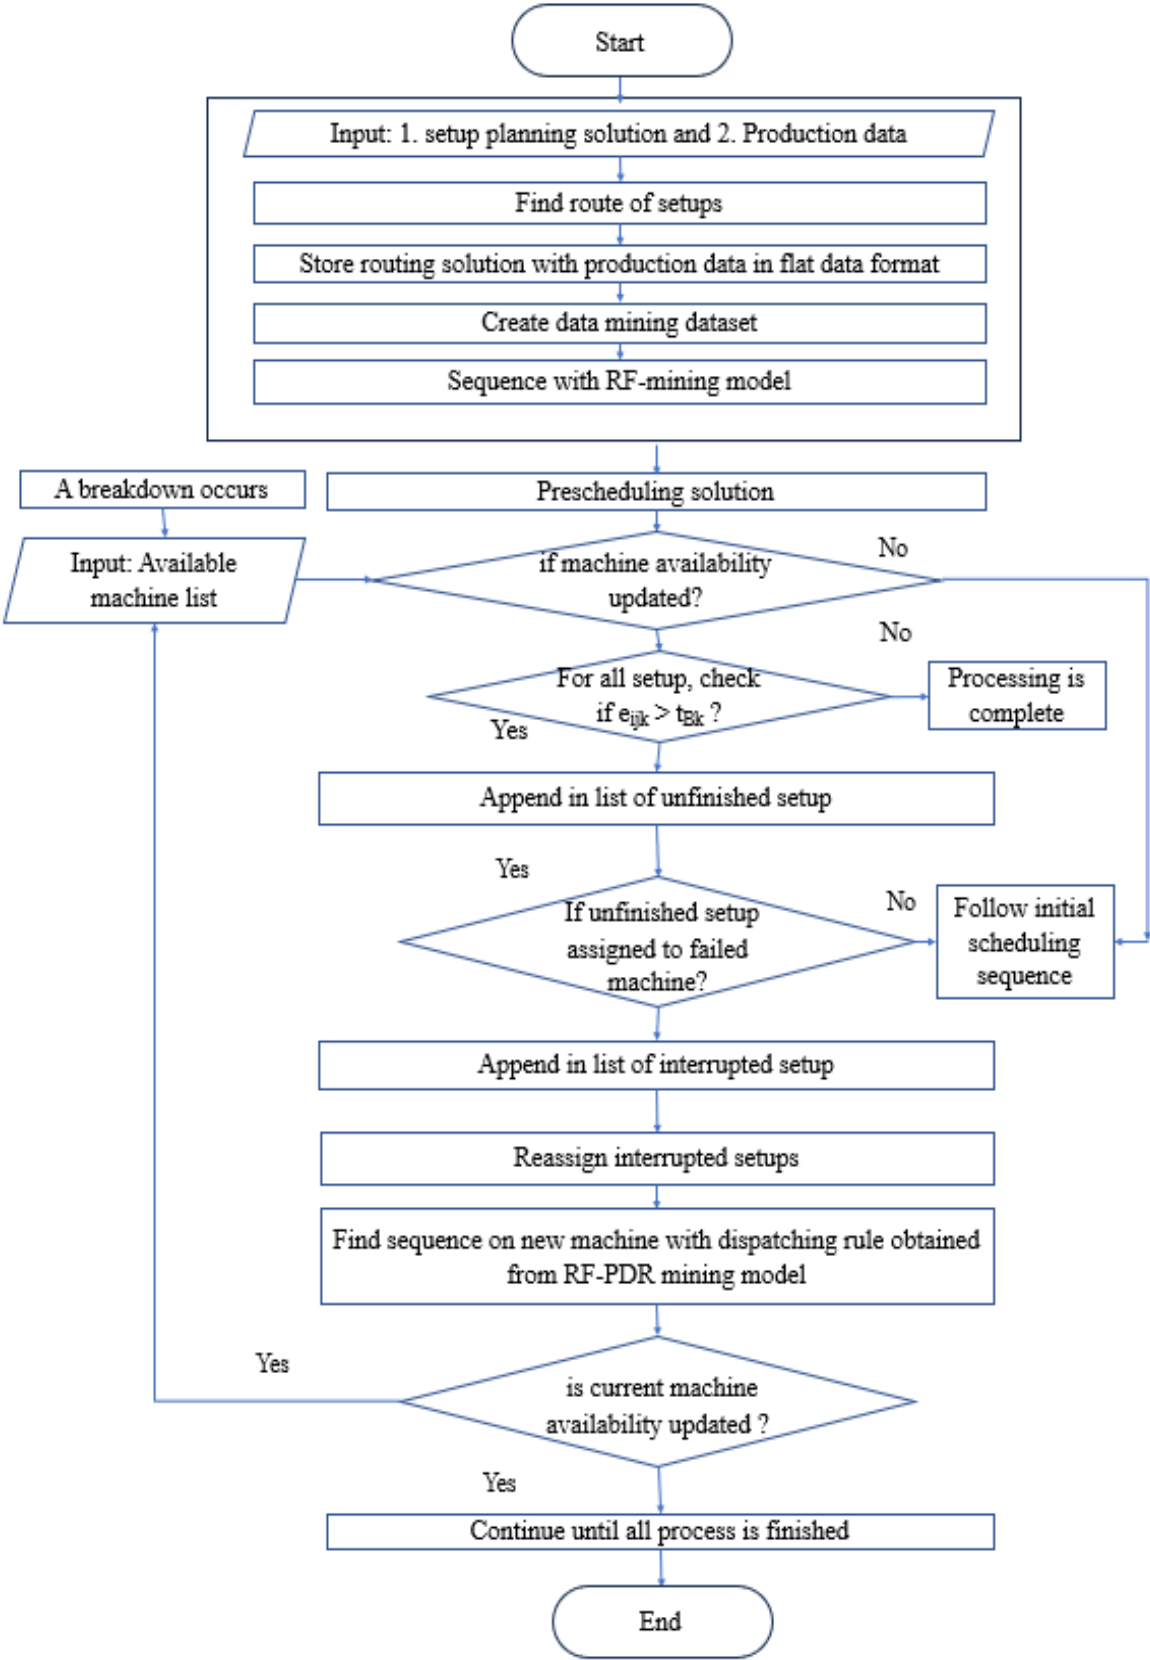 Start
Input: 1. setup planning solution and 2. Production data
Find route of setups
Store routing solution with production data in flat data format
Create data mining dataset
Sequence with RF-mining model
A breakdown occurs
Prescheduling solution
Input: Available
machine list
if machine availability
updated?
No
No
For all setup, check
if eijk > tBk ?
Yes
Processing is
complete
Append in list of unfinished setup
Yes
If unfinished setup
assigned to failed
machine?
No
Follow initial
scheduling
sequence
Append in list of interrupted setup
Reassign interrupted setups
Find sequence on new machine with dispatching rule obtained
from RF-PDR mining model
Yes
is current machine
availability updated ?
Yes
Continue until all process is finished
End